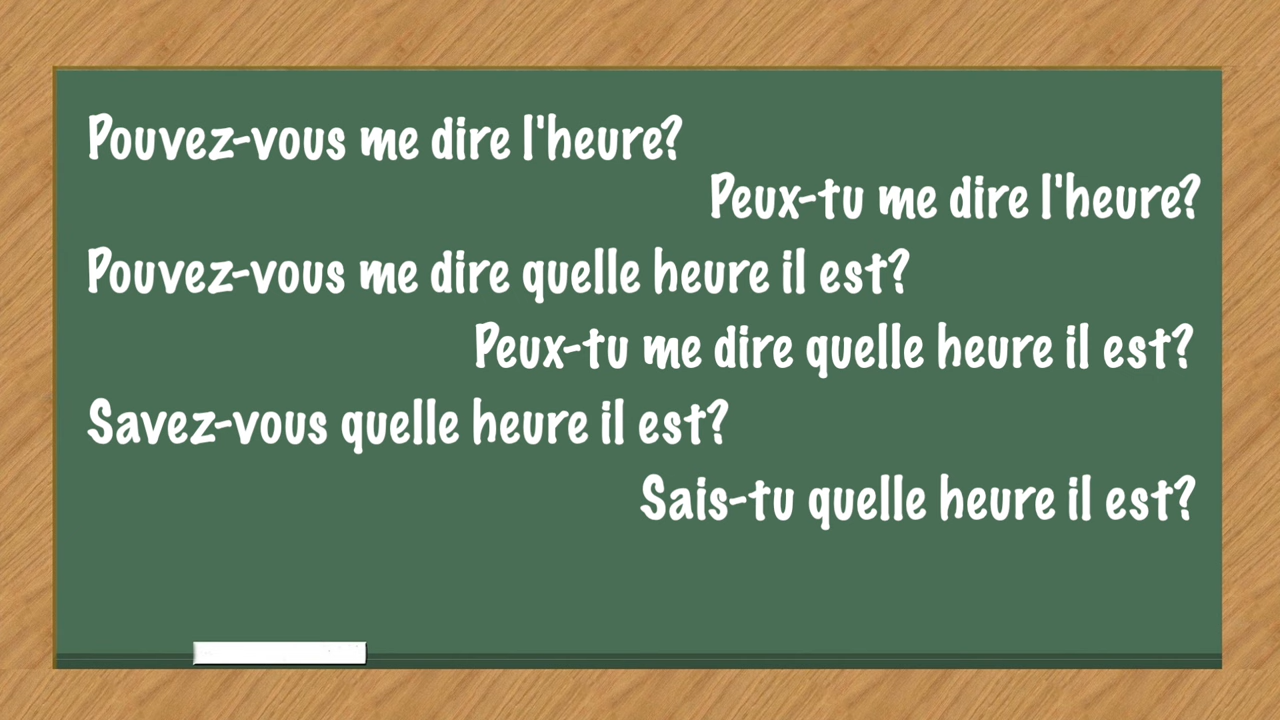 Pouvez-vous me dire l'heure?
Peux-tu me dire l'heure?
Pouvez-vous me dire quelle heure il est?
Peux-tu me dire quelle heure il est?
Savez-vous quelle heure il est?
Sais-tu quelle heure il est?